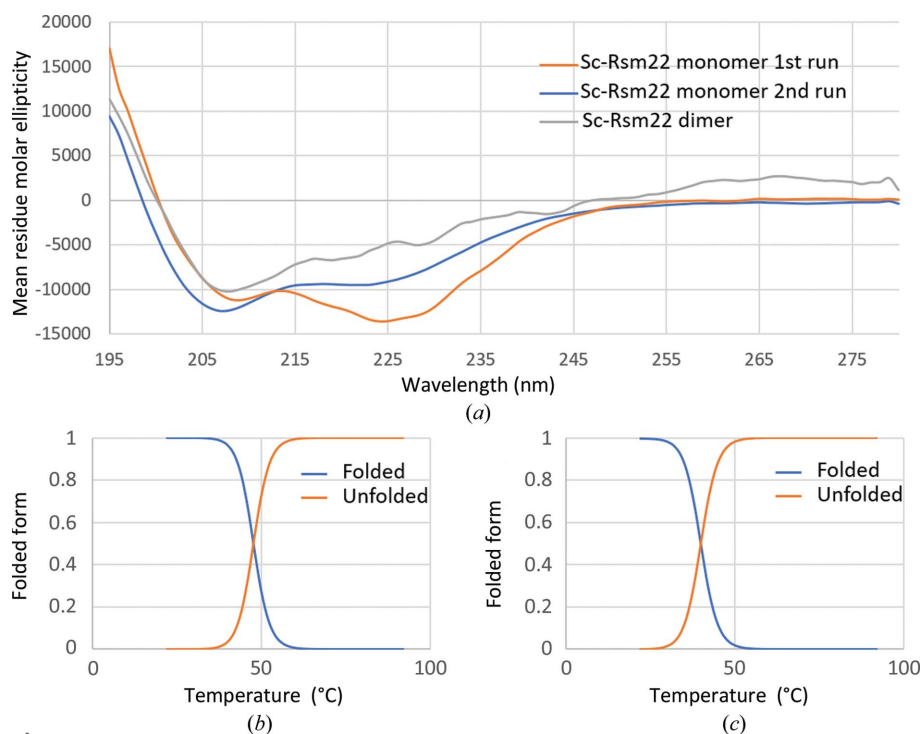 20000
15000
10000
5000
0
-5000
-10000
-15000
Mean residue molar ellipticity
Sc-Rsm22 monomer 1st run
Sc-Rsm22 monomer 2nd run
Sc-Rsm22 dimer
195 205 215 225 235 245 255 265 275
Wavelength (nm)
(a)
1
0.8
0.6
0.4
0.2
0
Folded form
Folded
Unfolded
0 50 100
Temperature (°C)
(b)
1
0.8
0.6
0.4
0.2
0
Folded form
Folded
Unfolded
0 50 100
Temperature (°C)
(c)